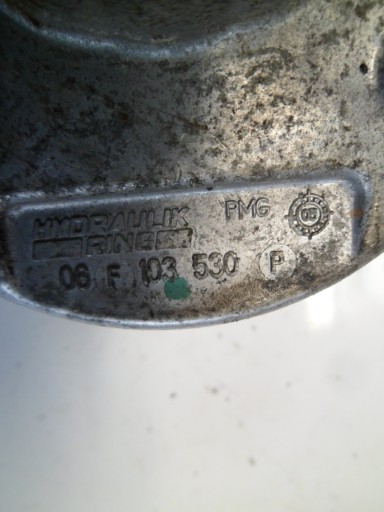 HYDRAULIK PMG
RING
06 F 103 530 P